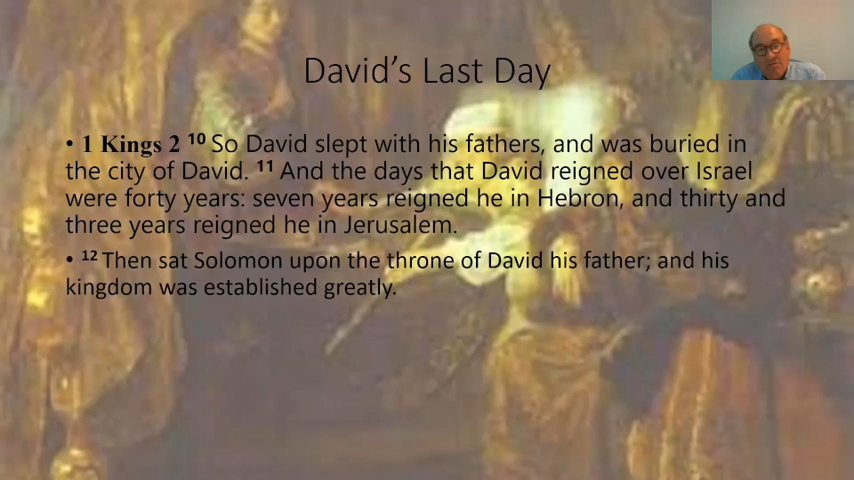 David’s Last Day
• 1 Kings 2 ¹⁰ So David slept with his fathers, and was buried in
the city of David. ¹¹ And the days that David reigned over Israel
were forty years: seven years reigned he in Hebron, and thirty and
three years reigned he in Jerusalem.
• ¹² Then sat Solomon upon the throne of David his father; and his
kingdom was established greatly.